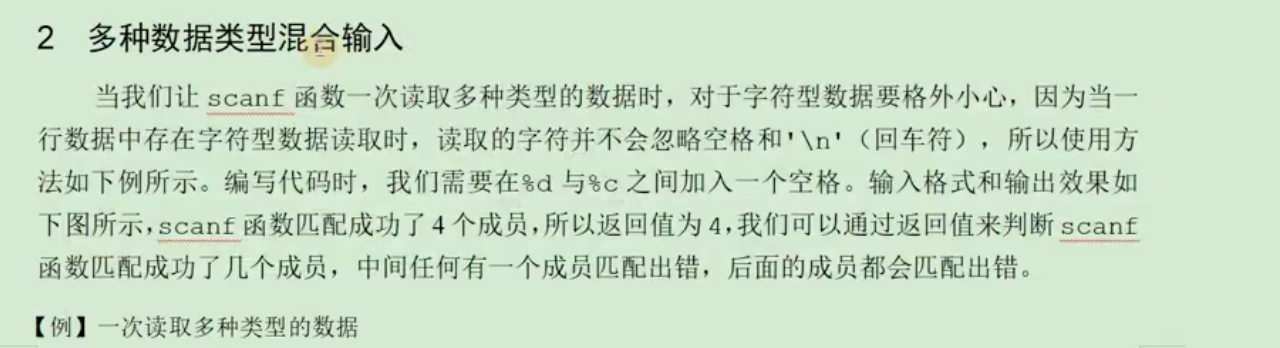 2 多种数据类型混合输入
当我们让 scanf 函数一次读取多种类型的数据时，对于字符型数据要格外小心，因为当一
行数据中存在字符型数据读取时，读取的字符并不会忽略空格和'\n'（回车符），所以使用方
法如下例所示。编写代码时，我们需要在%d 与%c 之间加入一个空格。输入格式和输出效果如
下图所示，scanf 函数匹配成功了 4 个成员，所以返回值为 4，我们可以通过返回值来判断 scanf
函数匹配成功了几个成员，中间任何有一个成员匹配出错，后面的成员都会匹配出错。
【例】一次读取多种类型的数据